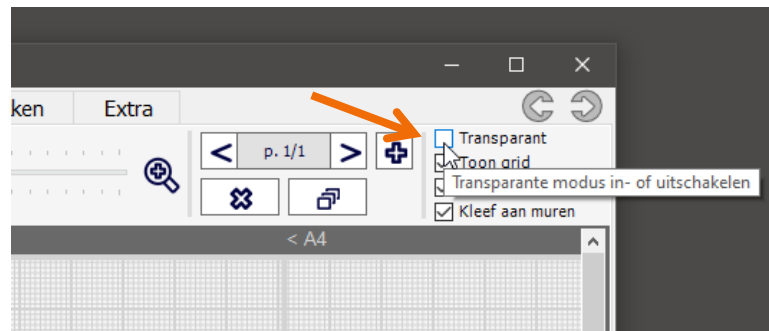 ken Extra
p. 1/1
Transparant
Toon grid
Transparante modus in- of uitschakelen
Kleef aan muren
< A4